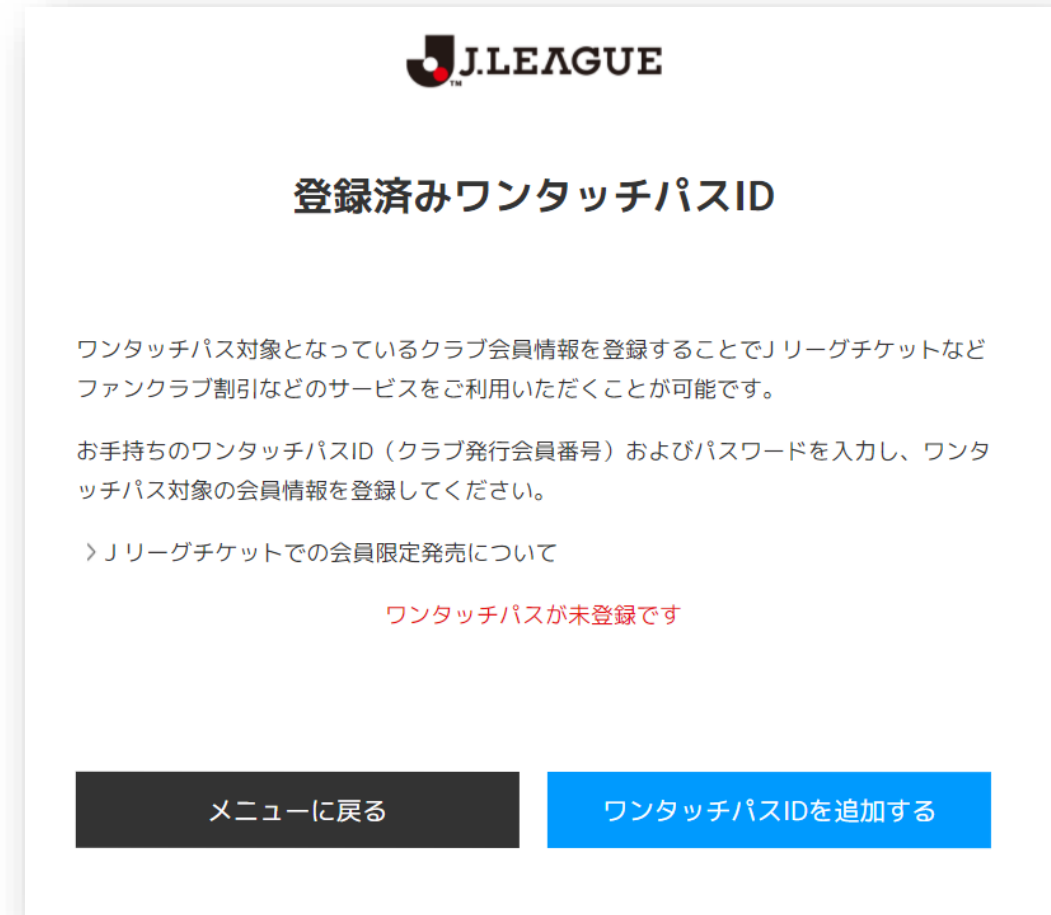 J.LEAGUE
TM
登録済みワンタッチパスID
ワンタッチパス対象となっているクラブ会員情報を登録することでJリーグチケットなど
ファンクラブ割引などのサービスをご利用いただくことが可能です。
お手持ちのワンタッチパスID（クラブ発行会員番号）およびパスワードを入力し、ワンタ
ッチパス対象の会員情報を登録してください。
Jリーグチケットでの会員限定発売について
ワンタッチパスが未登録です
メニューに戻る
ワンタッチパスIDを追加する